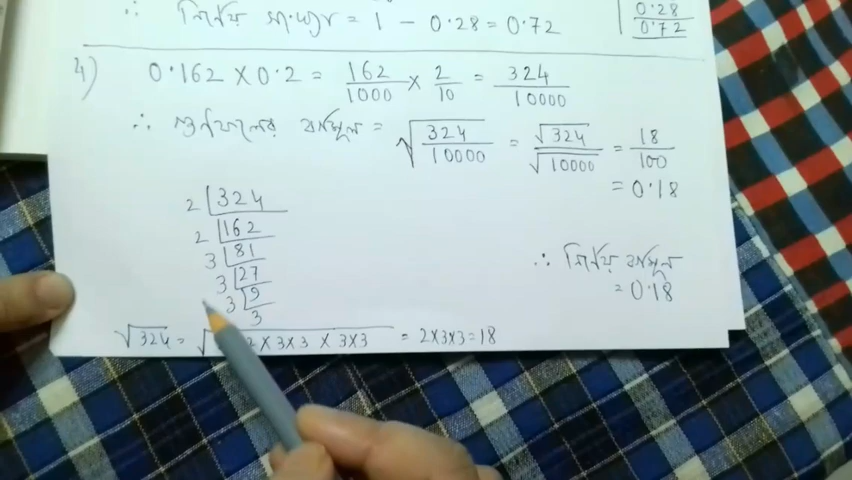 ∴ নির্ণেয় সংখ্যা = 1 - 0.28 = 0.72
0.28
0.72
4) 0.162 × 0.2 = 162/1000 × 2/10 = 324/10000
∴ গুণফলের বর্গমূল = √(324/10000) = √324/√10000 = 18/100
= 0.18
2 | 324
2 | 162
3 | 81
3 | 27
3 | 9
3
∴ নির্ণেয় বর্গমূল
= 0.18
√324 = √ 2 × 3×3 × 3×3 = 2×3×3 = 18